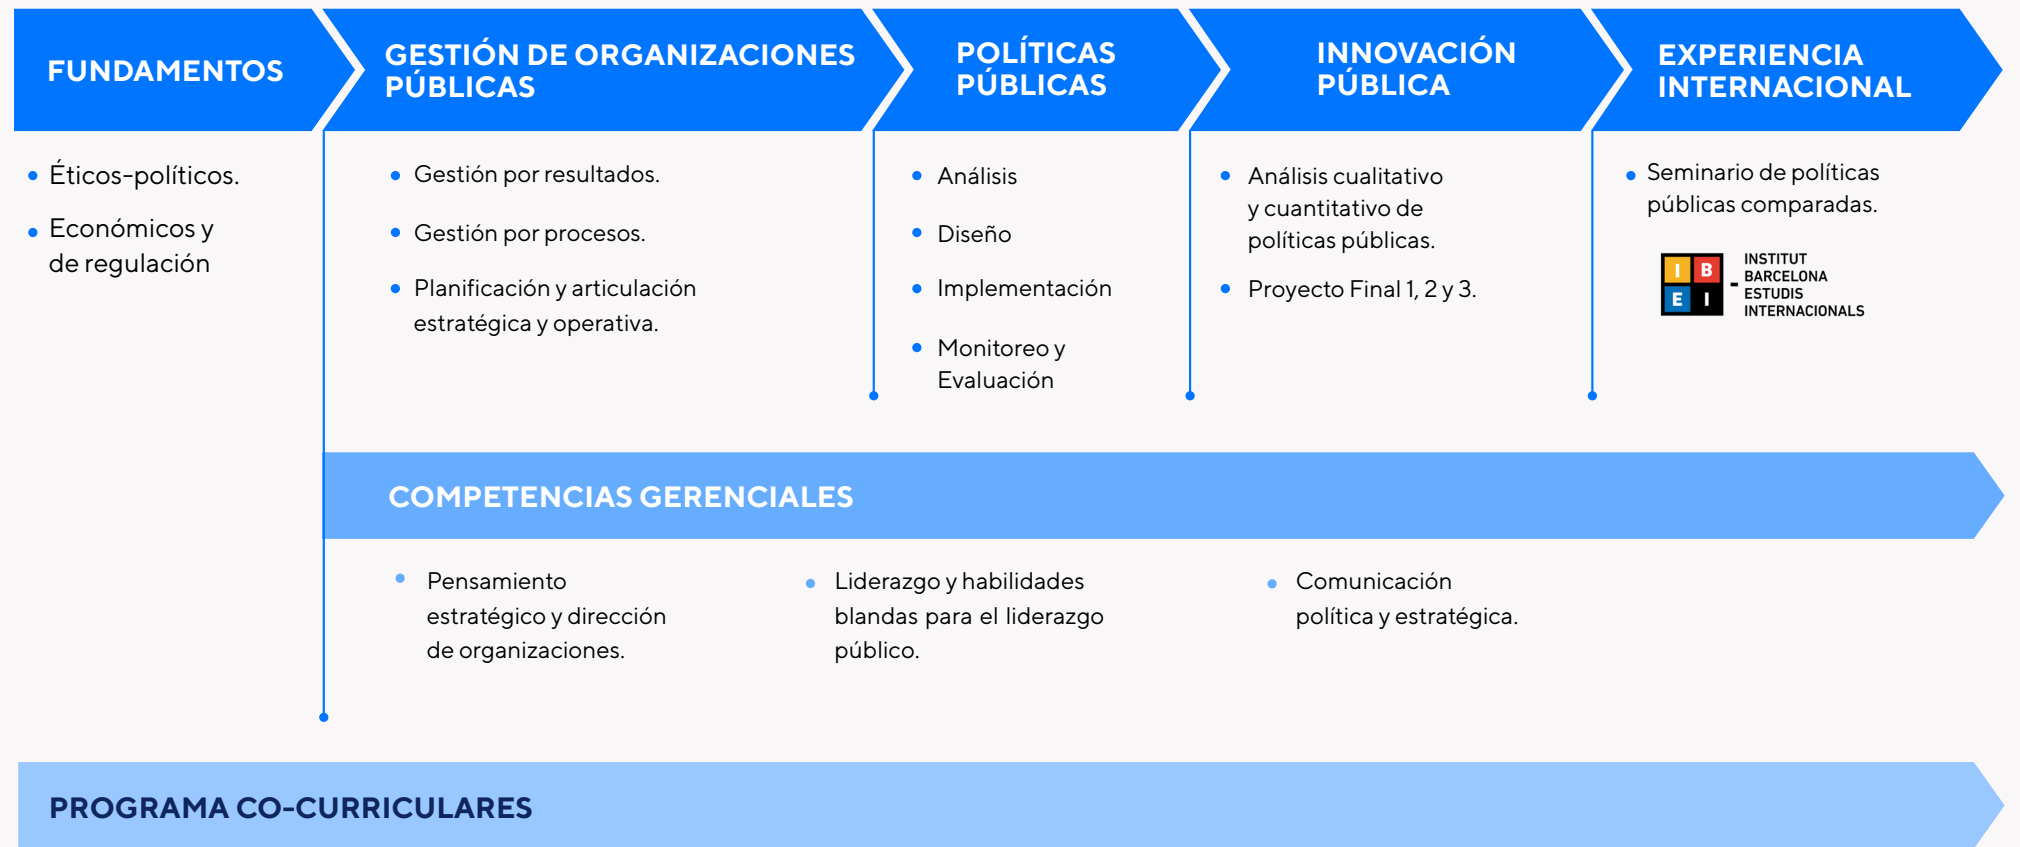 FUNDAMENTOS
GESTIÓN DE ORGANIZACIONES
PÚBLICAS
POLÍTICAS
PÚBLICAS
INNOVACIÓN
PÚBLICA
EXPERIENCIA
INTERNACIONAL
Éticos-políticos.
Económicos y
de regulación
Gestión por resultados.
Gestión por procesos.
Planificación y articulación
estratégica y operativa.
Análisis
Diseño
Implementación
Monitoreo y
Evaluación
Análisis cualitativo
y cuantitativo de
políticas públicas.
Proyecto Final 1, 2 y 3.
Seminario de políticas
públicas comparadas.
I B
E I
INSTITUT
BARCELONA
ESTUDIS
INTERNACIONALS
COMPETENCIAS GERENCIALES
Pensamiento
estratégico y dirección
de organizaciones.
Liderazgo y habilidades
blandas para el liderazgo
público.
Comunicación
política y estratégica.
PROGRAMA CO-CURRICULARES